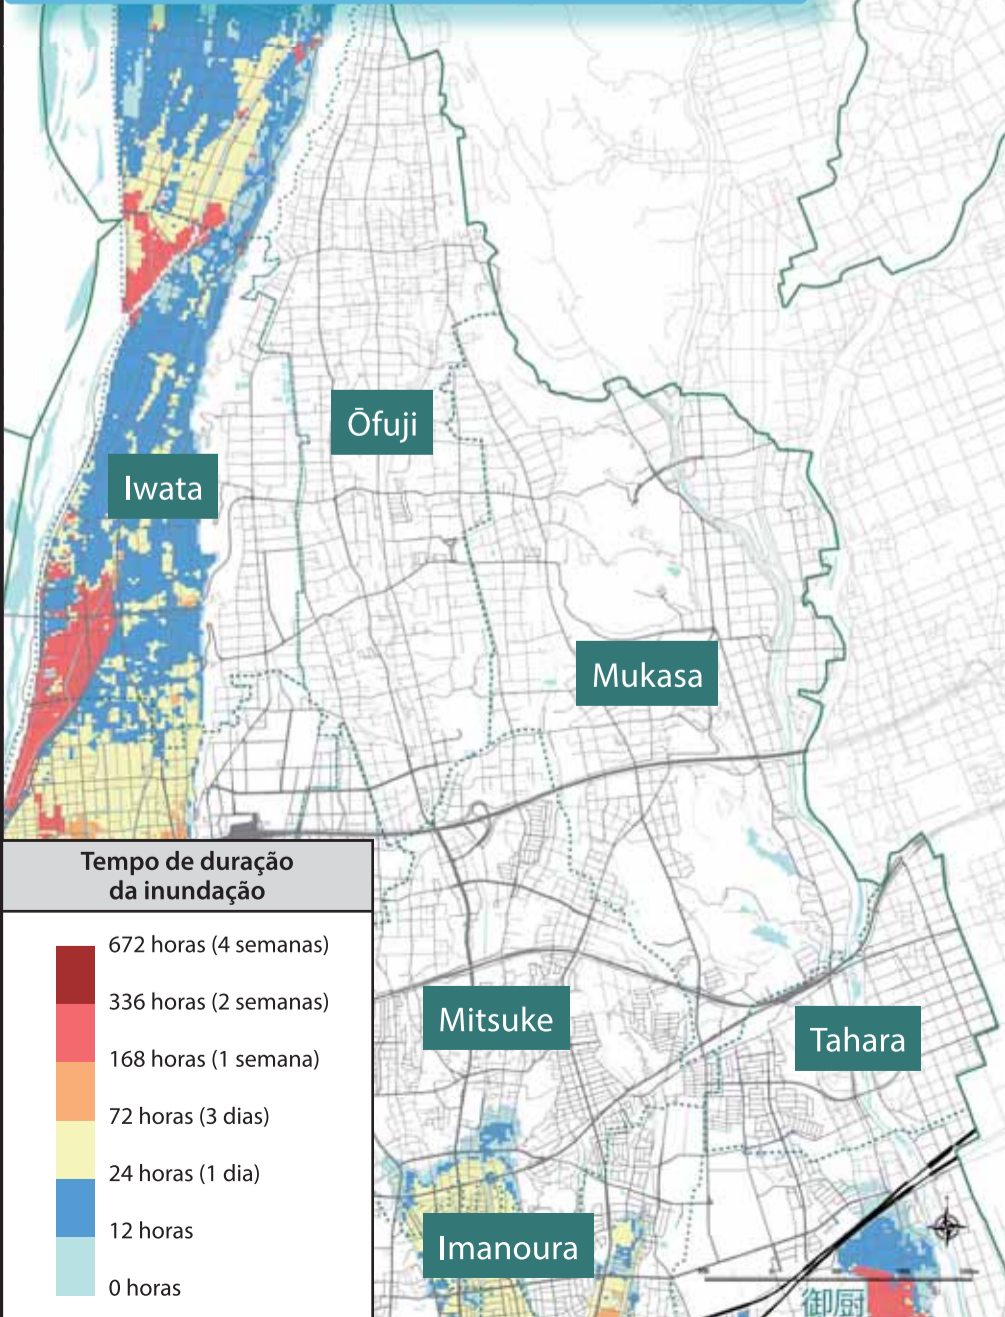 Ōfuji
Iwata
Mukasa
Tempo de duração
da inundação
672 horas (4 semanas)
336 horas (2 semanas)
168 horas (1 semana)
72 horas (3 dias)
24 horas (1 dia)
12 horas
0 horas
Mitsuke
Tahara
Imanoura
御厨